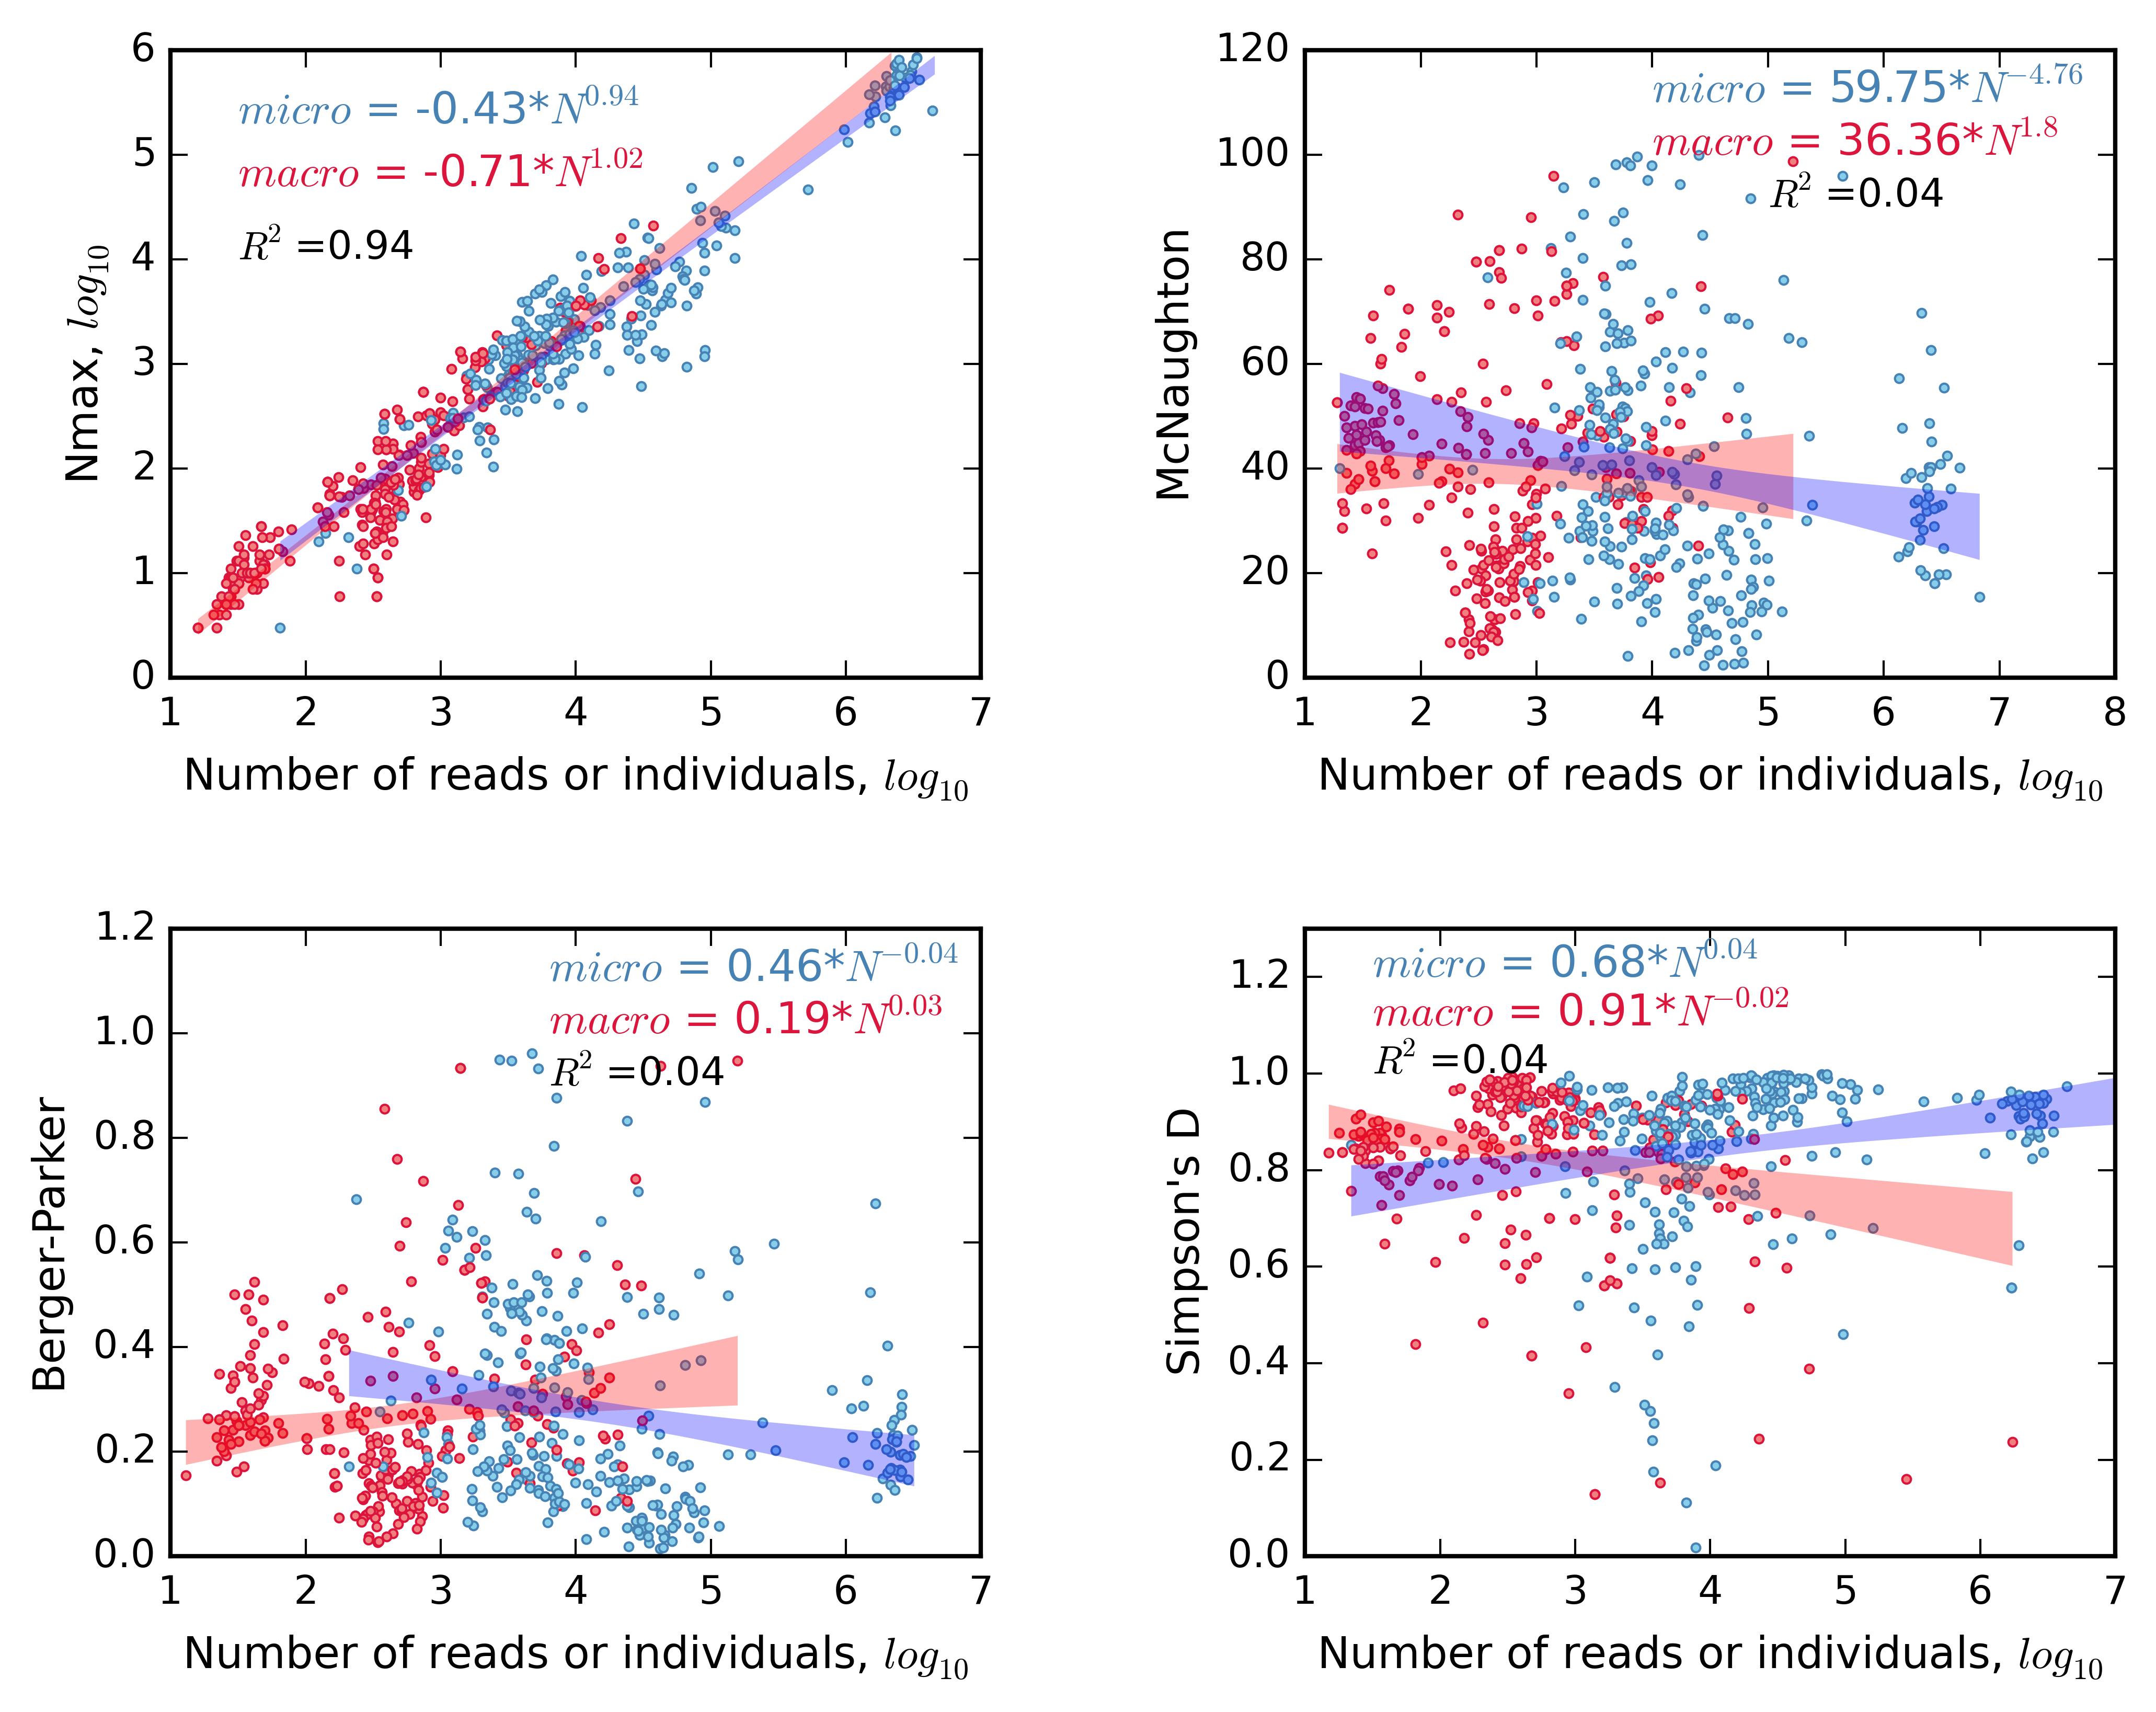 6
5
4
3
2
1
0
Nmax, log10
micro = -0.43*N^0.94
macro = -0.71*N^1.02
R^2 =0.94
1 2 3 4 5 6 7
Number of reads or individuals, log10
120
100
80
60
40
20
0
McNaughton
micro = 59.75*N^−4.76
macro = 36.36*N^1.8
R^2 =0.04
1 2 3 4 5 6 7 8
Number of reads or individuals, log10
1.2
1.0
0.8
0.6
0.4
0.2
0.0
Berger-Parker
micro = 0.46*N^−0.04
macro = 0.19*N^0.03
R^2 =0.04
1 2 3 4 5 6 7
Number of reads or individuals, log10
1.2
1.0
0.8
0.6
0.4
0.2
0.0
Simpson's D
micro = 0.68*N^0.04
macro = 0.91*N^−0.02
R^2 =0.04
1 2 3 4 5 6 7
Number of reads or individuals, log10